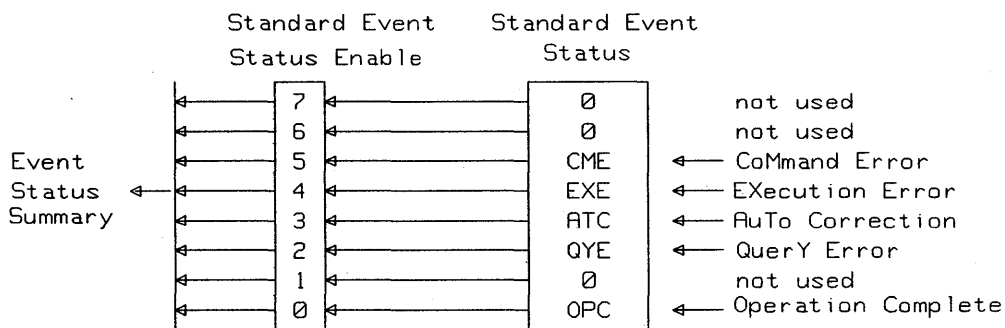 Standard Event Standard Event
Status Enable Status
7 0 not used
6 0 not used
5 CME CoMmand Error
Event
Status 4 EXE EXecution Error
Summary 3 ATC AuTo Correction
2 QYE QuerY Error
1 0 not used
0 OPC Operation Complete